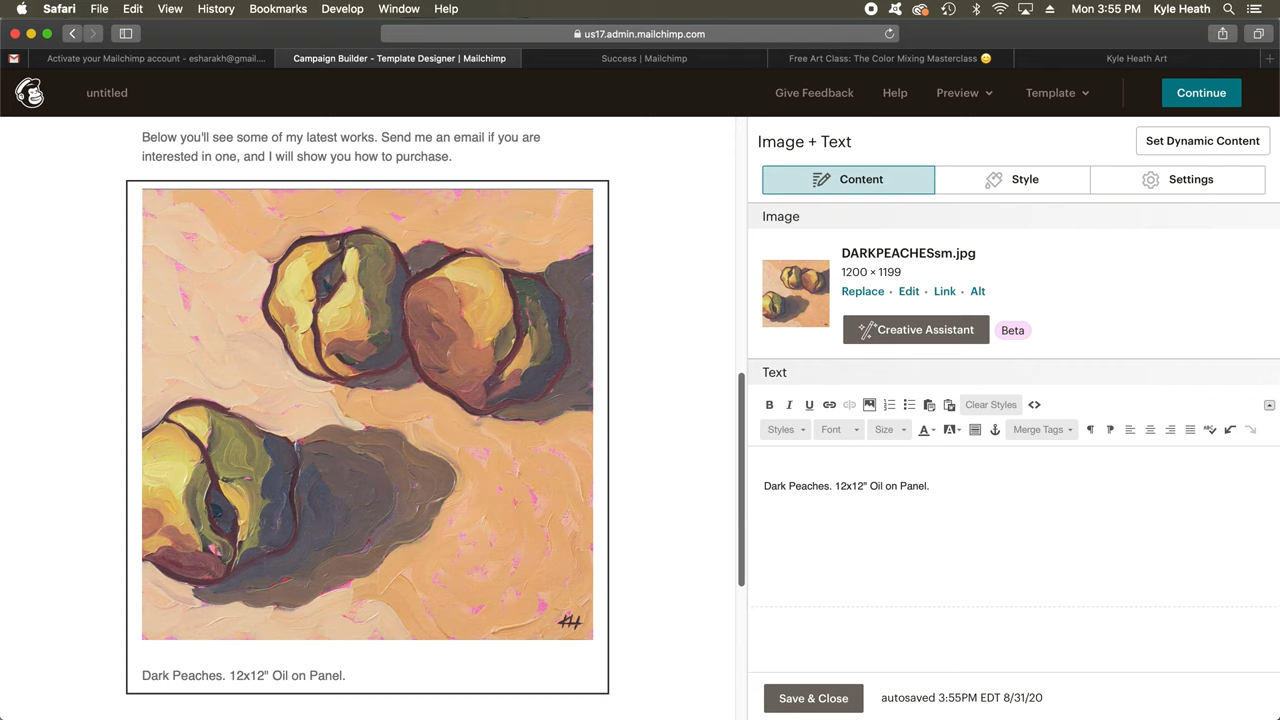 Safari File Edit View History Bookmarks Develop Window Help Mon 3:55 PM Kyle Heath
us17.admin.mailchimp.com
Activate your Mailchimp account - esharakh@gmail.... Campaign Builder - Template Designer | Mailchimp Success | Mailchimp Free Art Class: The Color Mixing Masterclass 😊 Kyle Heath Art
untitled Give Feedback Help Preview Template Continue
Below you'll see some of my latest works. Send me an email if you are
interested in one, and I will show you how to purchase.
KH
Dark Peaches. 12x12" Oil on Panel.
Image + Text Set Dynamic Content
Content Style Settings
Image
DARKPEACHESsm.jpg
1200 × 1199
Replace · Edit · Link · Alt
Creative Assistant Beta
Text
B I U Clear Styles <>
Styles Font Size A A Merge Tags ¶ ¶ ABC
Dark Peaches. 12x12" Oil on Panel.
Save & Close autosaved 3:55PM EDT 8/31/20